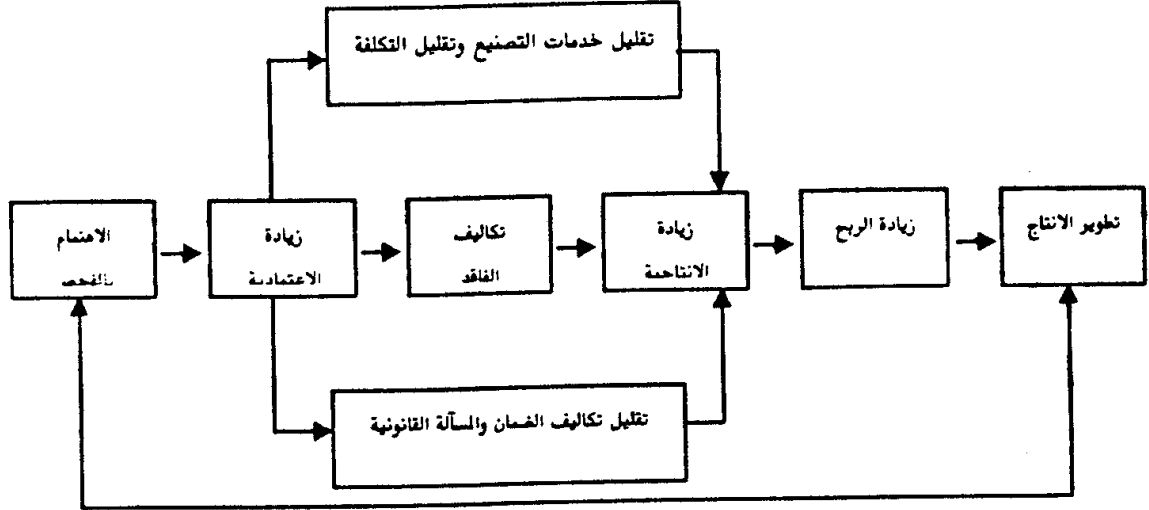 تقليل خدمات التصنيع وتقليل التكلفة
الاهتمام
بالفحص
زيادة
الاعتمادية
تكاليف
الفاقد
زيادة
الانتاجية
زيادة الربح
تطوير الانتاج
تقليل تكاليف الضمان والمسآلة القانونية